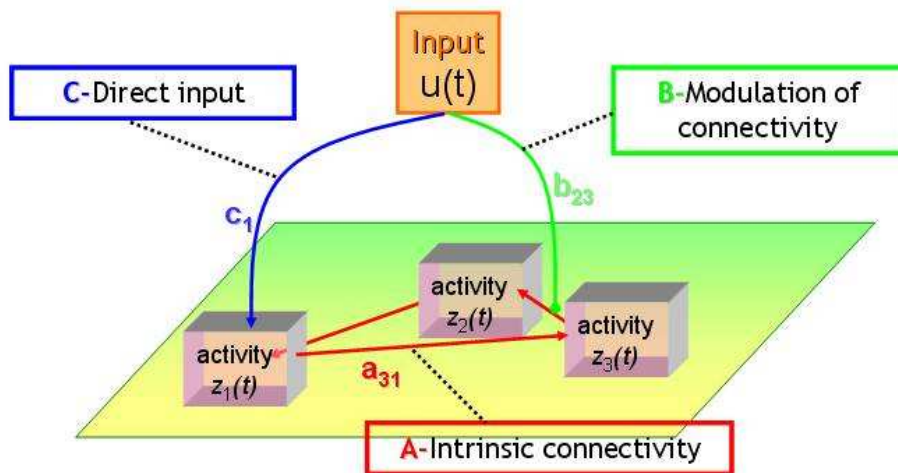 Input
u(t)
C-Direct input
B-Modulation of
connectivity
c₁
b₂₃
activity
z₂(t)
activity
z₃(t)
activity
z₁(t)
a₃₁
A-Intrinsic connectivity